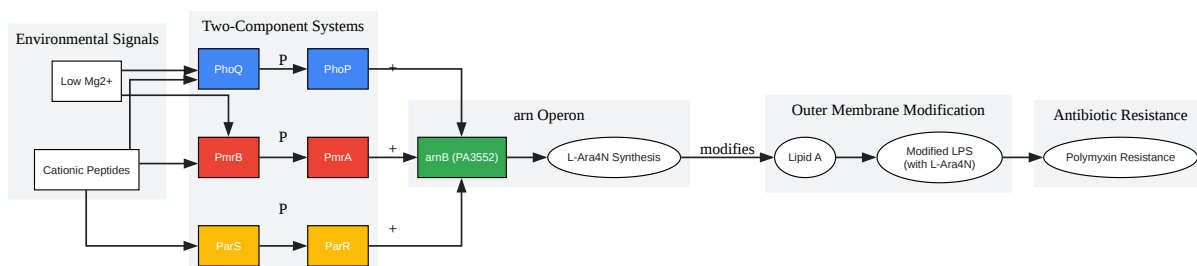 Environmental Signals
Low Mg2+
Cationic Peptides
Two-Component Systems
PhoQ
P
PhoP
+
PmrB
P
PmrA
+
ParS
P
ParR
+
arn Operon
arnB (PA3552)
L-Ara4N Synthesis
modifies
Outer Membrane Modification
Lipid A
Modified LPS
(with L-Ara4N)
Antibiotic Resistance
Polymyxin Resistance